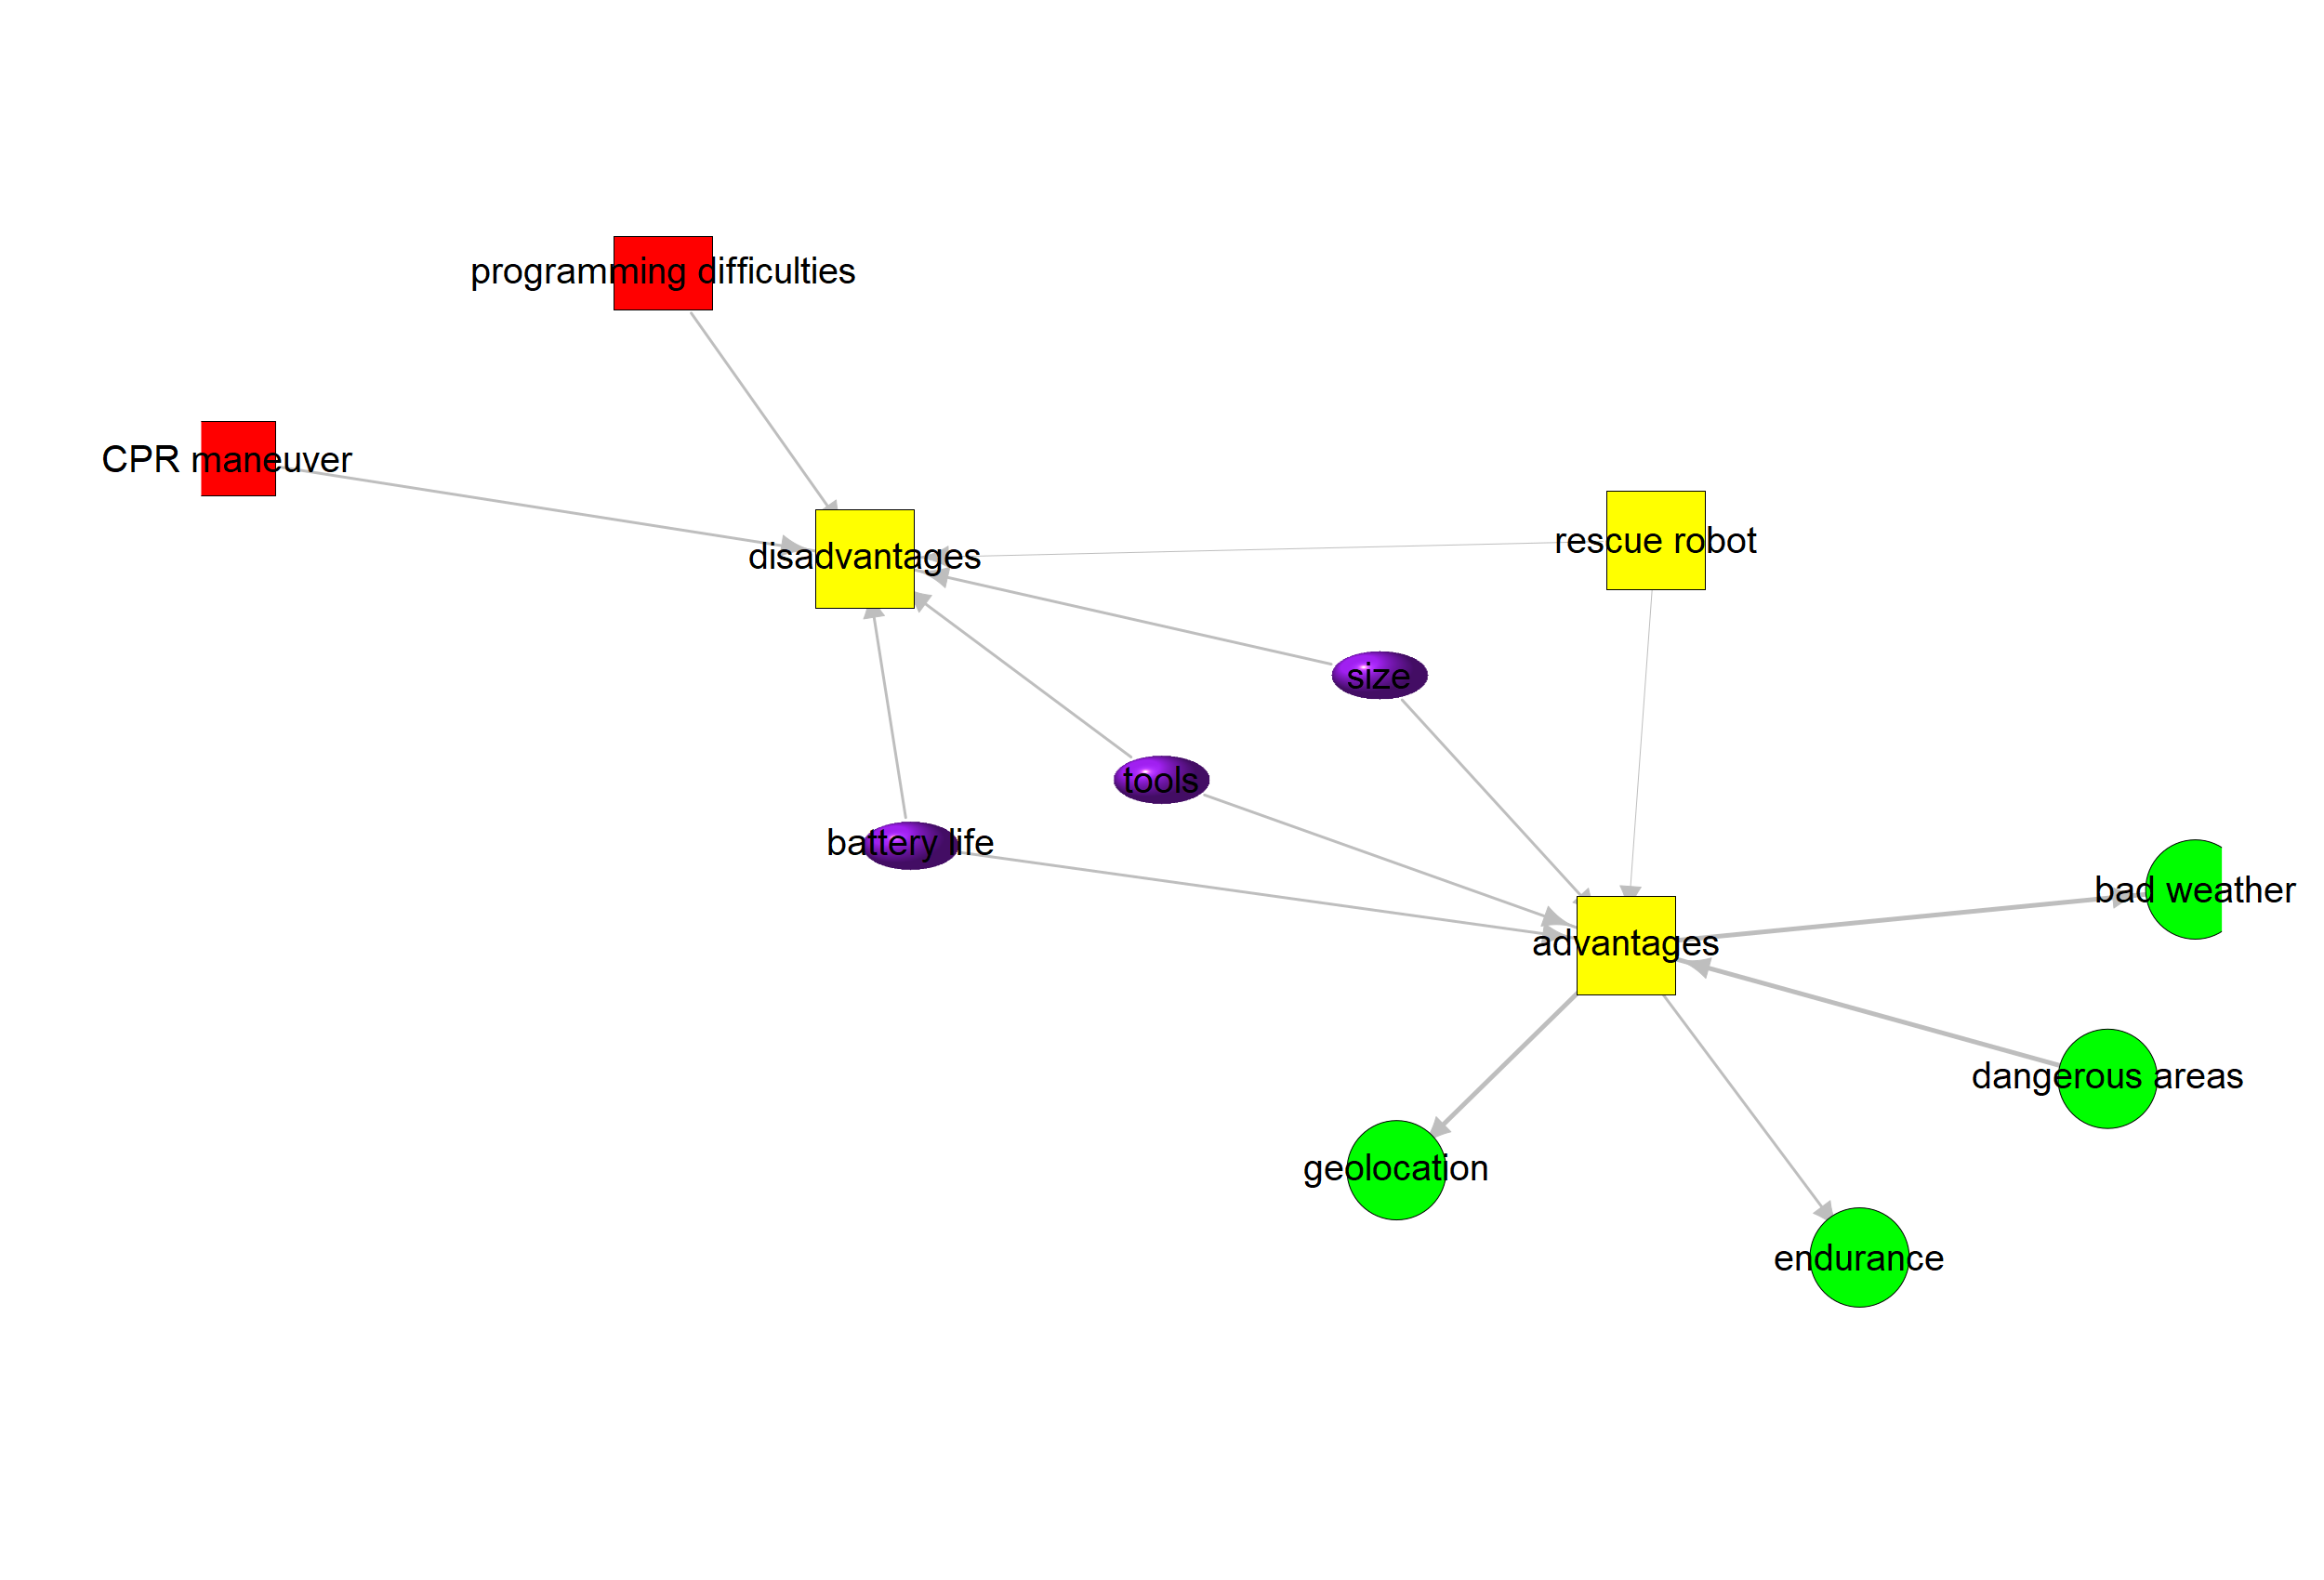 programming difficulties
CPR maneuver
disadvantages
rescue robot
size
tools
battery life
bad weather
advantages
dangerous areas
geolocation
endurance